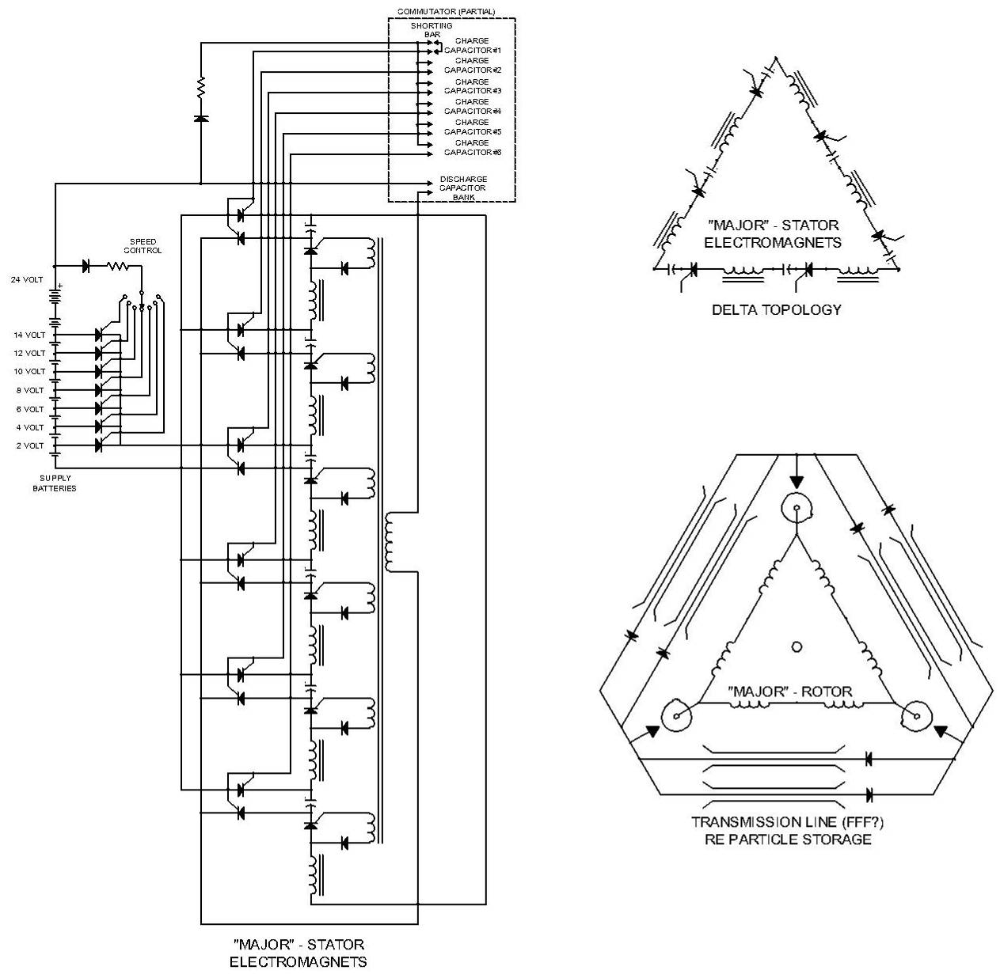 COMMUTATOR (PARTIAL)
SHORTING
BAR
CHARGE
CAPACITOR #1
CHARGE
CAPACITOR #2
CHARGE
CAPACITOR #3
CHARGE
CAPACITOR #4
CHARGE
CAPACITOR #5
CHARGE
CAPACITOR #6
DISCHARGE
CAPACITOR
BANK
SPEED
CONTROL
24 VOLT
+
14 VOLT
12 VOLT
10 VOLT
8 VOLT
6 VOLT
4 VOLT
2 VOLT
SUPPLY
BATTERIES
"MAJOR" - STATOR
ELECTROMAGNETS
"MAJOR" - STATOR
ELECTROMAGNETS
DELTA TOPOLOGY
"MAJOR" - ROTOR
TRANSMISSION LINE (FFF?)
RE PARTICLE STORAGE